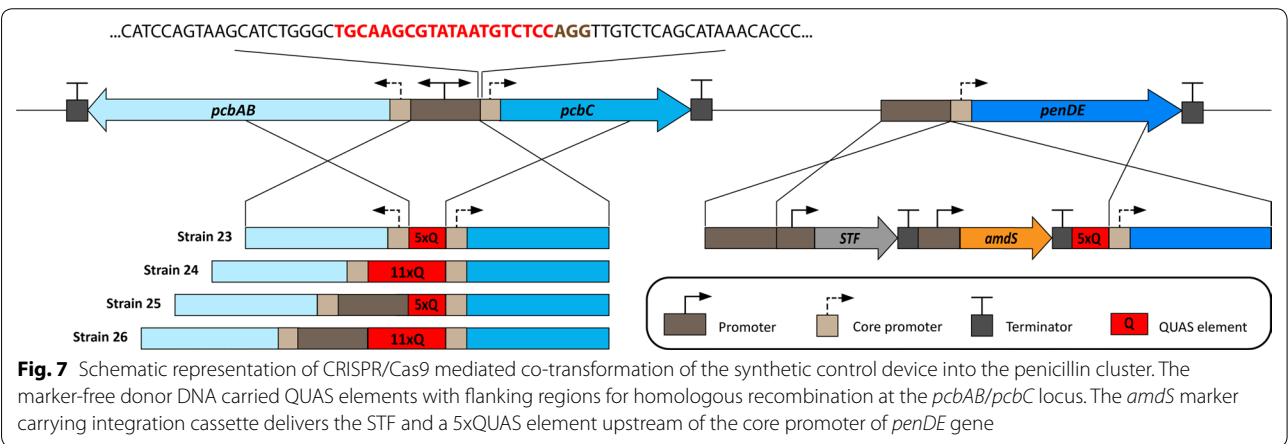 ...CATCCAGTAAGCATCTGGGCTGCAAGCGTATAATGTCTCCAGGTTGTCTCAGCATAAACACCC...
pcbAB
pcbC
penDE
Strain 23
5xQ
STF
amdS
5xQ
Strain 24
11xQ
Strain 25
5xQ
Strain 26
11xQ
Promoter
Core promoter
Terminator
Q
QUAS element
Fig. 7 Schematic representation of CRISPR/Cas9 mediated co-transformation of the synthetic control device into the penicillin cluster. The
marker-free donor DNA carried QUAS elements with flanking regions for homologous recombination at the pcbAB/pcbC locus. The amdS marker
carrying integration cassette delivers the STF and a 5xQUAS element upstream of the core promoter of penDE gene